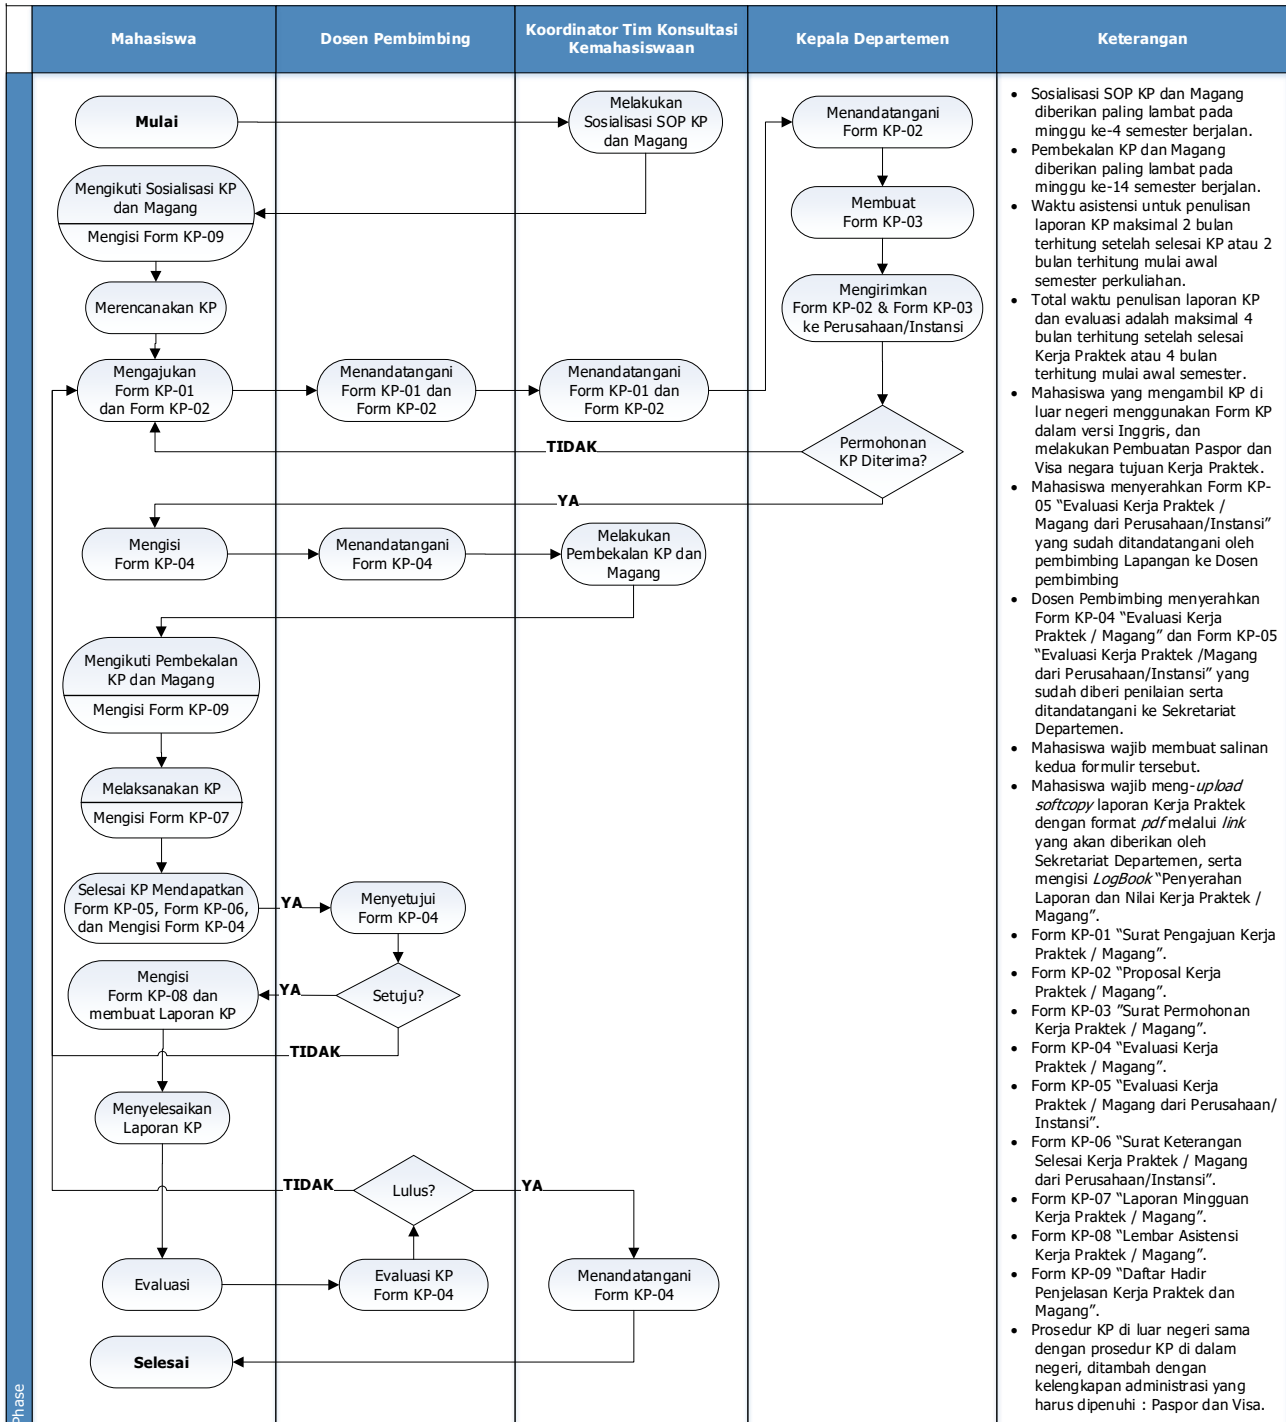 Mahasiswa
Dosen Pembimbing
Koordinator Tim Konsultasi
Kemahasiswaan
Kepala Departemen
Keterangan
Mulai
Melakukan
Sosialisasi SOP KP
dan Magang
Menandatangani
Form KP-02
Mengikuti Sosialisasi KP
dan Magang
Mengisi Form KP-09
Membuat
Form KP-03
Merencanakan KP
Mengirimkan
Form KP-02 & Form KP-03
ke Perusahaan/Instansi
Mengajukan
Form KP-01
dan Form KP-02
Menandatangani
Form KP-01 dan
Form KP-02
Menandatangani
Form KP-01 dan
Form KP-02
Permohonan
KP Diterima?
TIDAK
YA
Mengisi
Form KP-04
Menandatangani
Form KP-04
Melakukan
Pembekalan KP dan
Magang
Mengikuti Pembekalan
KP dan Magang
Mengisi Form KP-09
Melaksanakan KP
Mengisi Form KP-07
Selesai KP Mendapatkan
Form KP-05, Form KP-06,
dan Mengisi Form KP-04
YA
Menyetujui
Form KP-04
Mengisi
Form KP-08 dan
membuat Laporan KP
YA
Setuju?
TIDAK
Menyelesaikan
Laporan KP
TIDAK
Lulus?
YA
Evaluasi
Evaluasi KP
Form KP-04
Menandatangani
Form KP-04
Selesai
Phase
• Sosialisasi SOP KP dan Magang
diberikan paling lambat pada
minggu ke-4 semester berjalan.
• Pembekalan KP dan Magang
diberikan paling lambat pada
minggu ke-14 semester berjalan.
• Waktu asistensi untuk penulisan
laporan KP maksimal 2 bulan
terhitung setelah selesai KP atau 2
bulan terhitung mulai awal
semester perkuliahan.
• Total waktu penulisan laporan KP
dan evaluasi adalah maksimal 4
bulan terhitung setelah selesai
Kerja Praktek atau 4 bulan
terhitung mulai awal semester.
• Mahasiswa yang mengambil KP di
luar negeri menggunakan Form KP
dalam versi Inggris, dan
melakukan Pembuatan Paspor dan
Visa negara tujuan Kerja Praktek.
• Mahasiswa menyerahkan Form KP-
05 “Evaluasi Kerja Praktek /
Magang dari Perusahaan/Instansi”
yang sudah ditandatangani oleh
pembimbing Lapangan ke Dosen
pembimbing
• Dosen Pembimbing menyerahkan
Form KP-04 “Evaluasi Kerja
Praktek / Magang” dan Form KP-05
“Evaluasi Kerja Praktek /Magang
dari Perusahaan/Instansi” yang
sudah diberi penilaian serta
ditandatangani ke Sekretariat
Departemen.
• Mahasiswa wajib membuat salinan
kedua formulir tersebut.
• Mahasiswa wajib meng-upload
softcopy laporan Kerja Praktek
dengan format pdf melalui link
yang akan diberikan oleh
Sekretariat Departemen, serta
mengisi LogBook “Penyerahan
Laporan dan Nilai Kerja Praktek /
Magang”.
• Form KP-01 “Surat Pengajuan Kerja
Praktek / Magang”.
• Form KP-02 “Proposal Kerja
Praktek / Magang”.
• Form KP-03 ”Surat Permohonan
Kerja Praktek / Magang”.
• Form KP-04 “Evaluasi Kerja
Praktek / Magang”.
• Form KP-05 “Evaluasi Kerja
Praktek / Magang dari Perusahaan/
Instansi”.
• Form KP-06 “Surat Keterangan
Selesai Kerja Praktek / Magang
dari Perusahaan/Instansi”.
• Form KP-07 “Laporan Mingguan
Kerja Praktek / Magang”.
• Form KP-08 “Lembar Asistensi
Kerja Praktek / Magang”.
• Form KP-09 “Daftar Hadir
Penjelasan Kerja Praktek dan
Magang”.
• Prosedur KP di luar negeri sama
dengan prosedur KP di dalam
negeri, ditambah dengan
kelengkapan administrasi yang
harus dipenuhi : Paspor dan Visa.